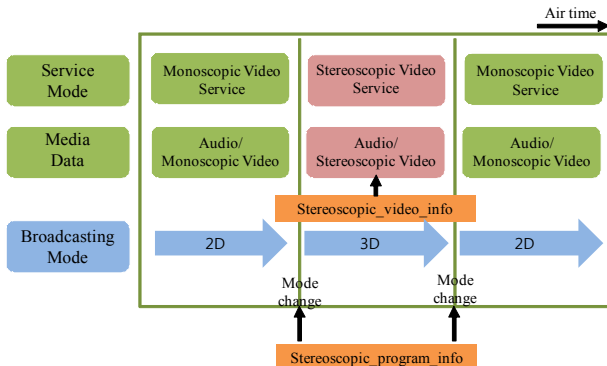 Air time
Service
Mode
Monoscopic Video
Service
Stereoscopic Video
Service
Monoscopic Video
Service
Media
Data
Audio/
Monoscopic Video
Audio/
Stereoscopic Video
Audio/
Monoscopic Video
Stereoscopic_video_info
Broadcasting
Mode
2D
3D
2D
Mode
change
Mode
change
Stereoscopic_program_info